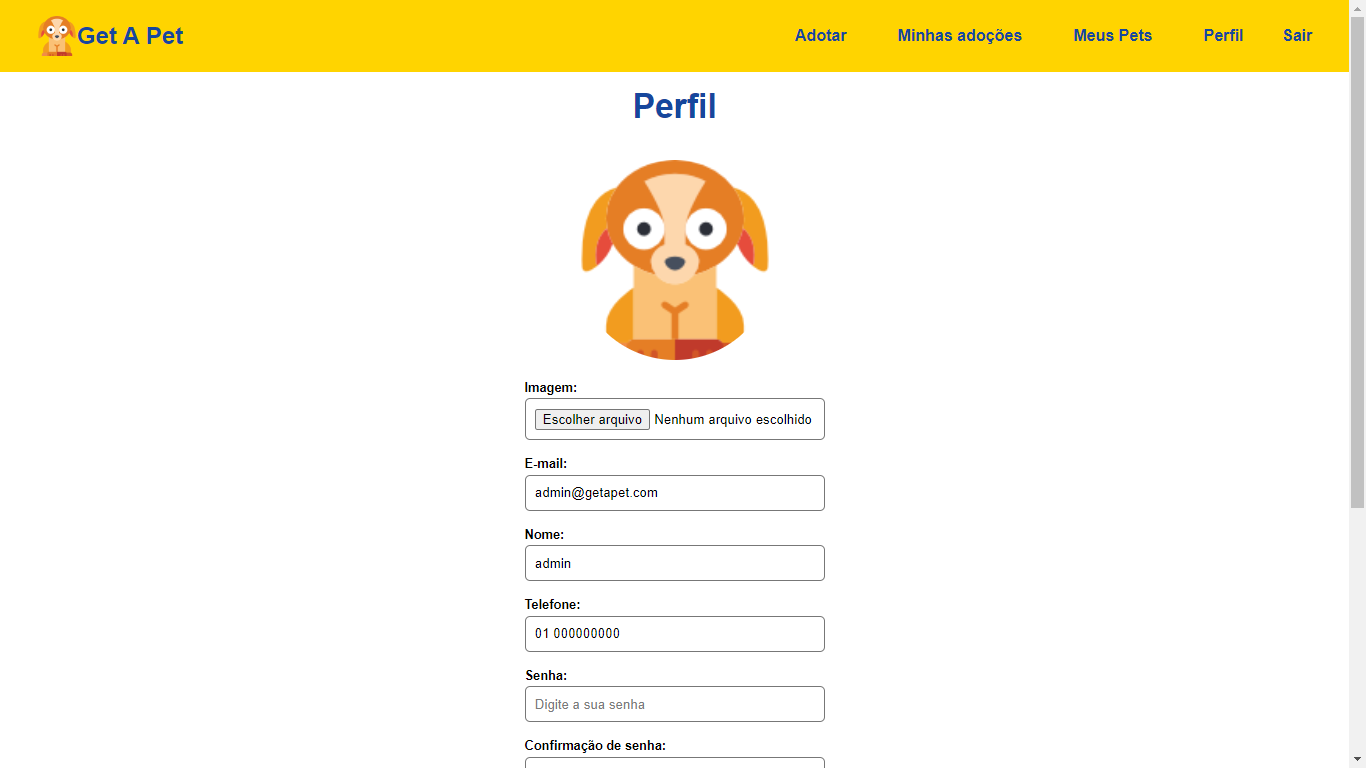 Get A Pet Adotar Minhas adoções Meus Pets Perfil Sair
Perfil
Imagem:
Escolher arquivo Nenhum arquivo escolhido
E-mail:
admin@getapet.com
Nome:
admin
Telefone:
01 000000000
Senha:
Digite a sua senha
Confirmação de senha: